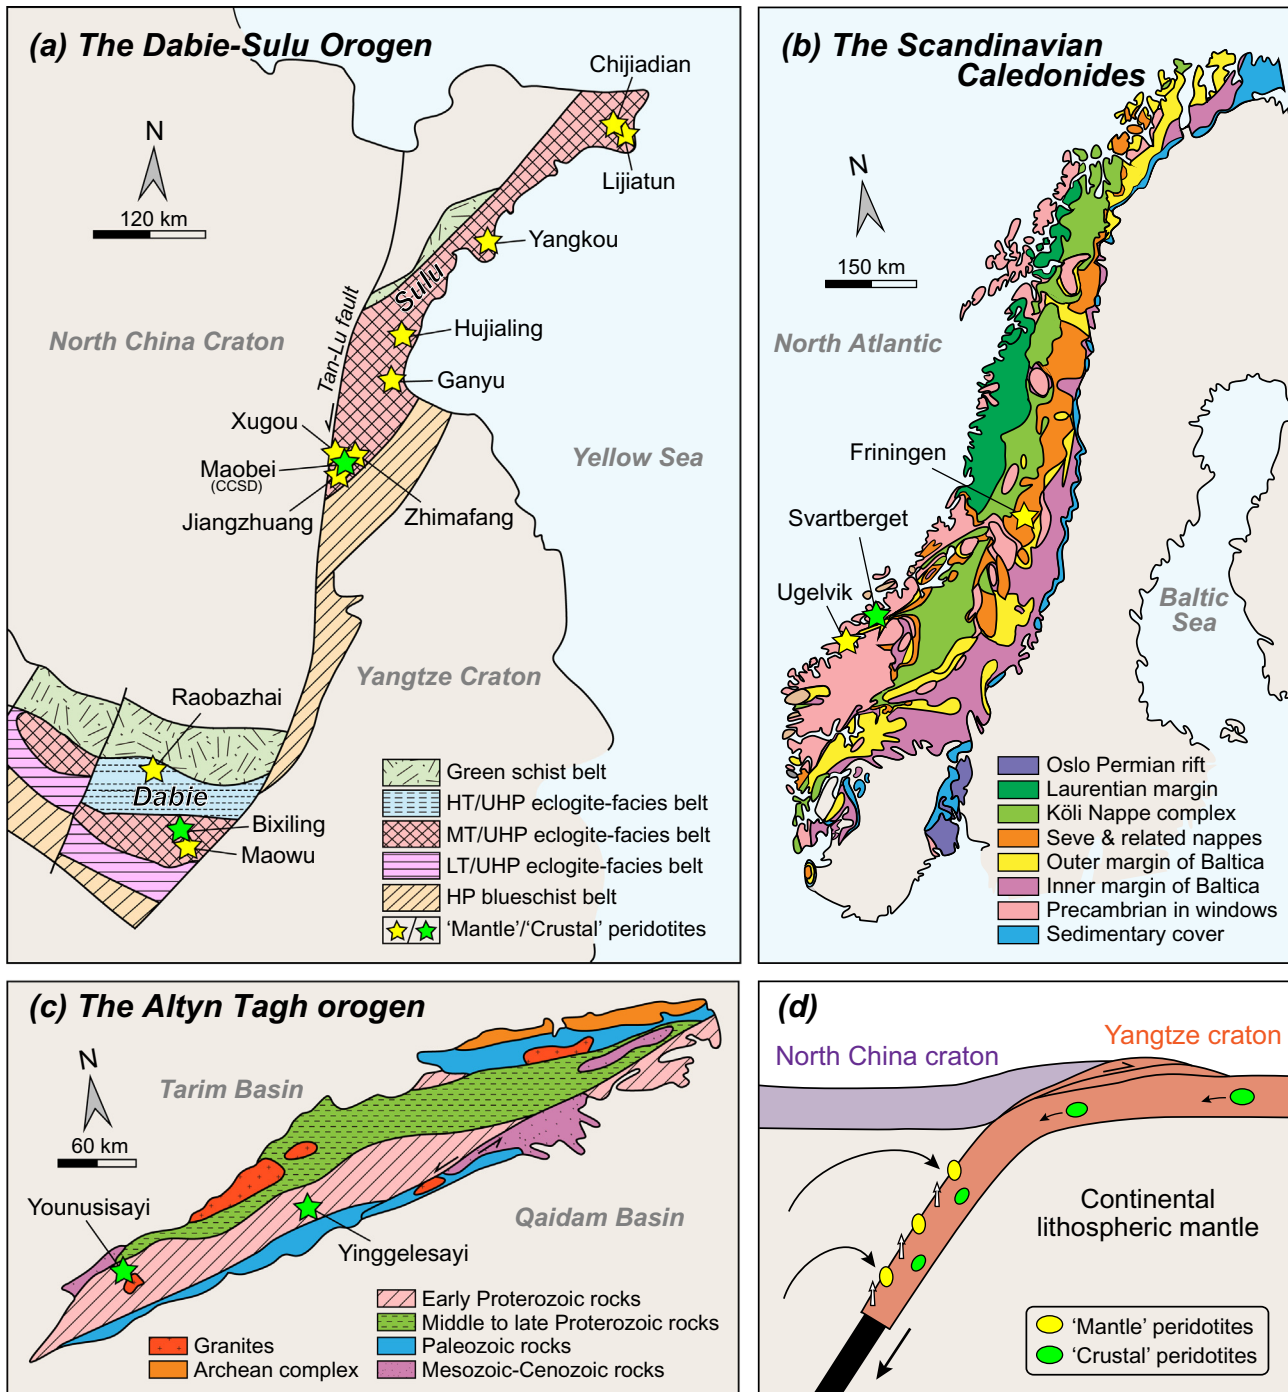 (a) The Dabie-Sulu Orogen
Chijiadian
N
120 km
Lijiatun
Yangkou
Sulu
Tan-Lu fault
North China Craton
Hujialing
Ganyu
Xugou
Maobei
(CCSD)
Jiangzhuang
Zhimafang
Yellow Sea
Yangtze Craton
Raobazhai
Dabie
Bixiling
Maowu
Green schist belt
HT/UHP eclogite-facies belt
MT/UHP eclogite-facies belt
LT/UHP eclogite-facies belt
HP blueschist belt
'Mantle'/'Crustal' peridotites
(b) The Scandinavian
Caledonides
N
150 km
North Atlantic
Friningen
Svartberget
Ugelvik
Baltic
Sea
Oslo Permian rift
Laurentian margin
Köli Nappe complex
Seve & related nappes
Outer margin of Baltica
Inner margin of Baltica
Precambrian in windows
Sedimentary cover
(c) The Altyn Tagh orogen
N
60 km
Tarim Basin
Younusisayi
Yinggelesayi
Qaidam Basin
Granites
Archean complex
Early Proterozoic rocks
Middle to late Proterozoic rocks
Paleozoic rocks
Mesozoic-Cenozoic rocks
(d)
Yangtze craton
North China craton
Continental
lithospheric mantle
'Mantle' peridotites
'Crustal' peridotites